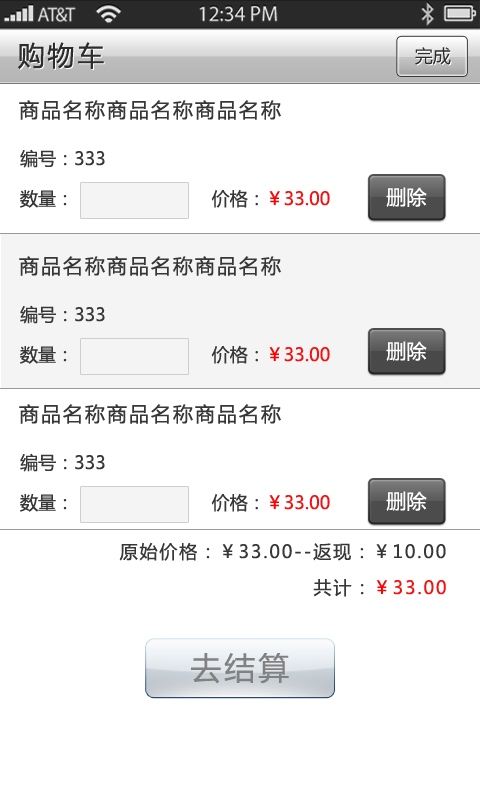 AT&T 12:34 PM
购物车 完成
商品名称商品名称商品名称
编号：333
数量： 价格：￥33.00 删除
商品名称商品名称商品名称
编号：333
数量： 价格：￥33.00 删除
商品名称商品名称商品名称
编号：333
数量： 价格：￥33.00 删除
原始价格：￥33.00--返现：￥10.00
共计：￥33.00
去结算